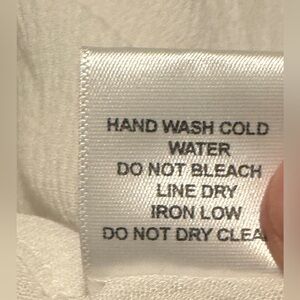 HAND WASH COLD
WATER
DO NOT BLEACH
LINE DRY
IRON LOW
DO NOT DRY CLEA